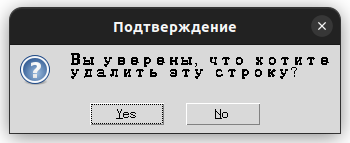 Подтверждение
Вы уверены, что хотите
удалить эту строку?
Yes
No